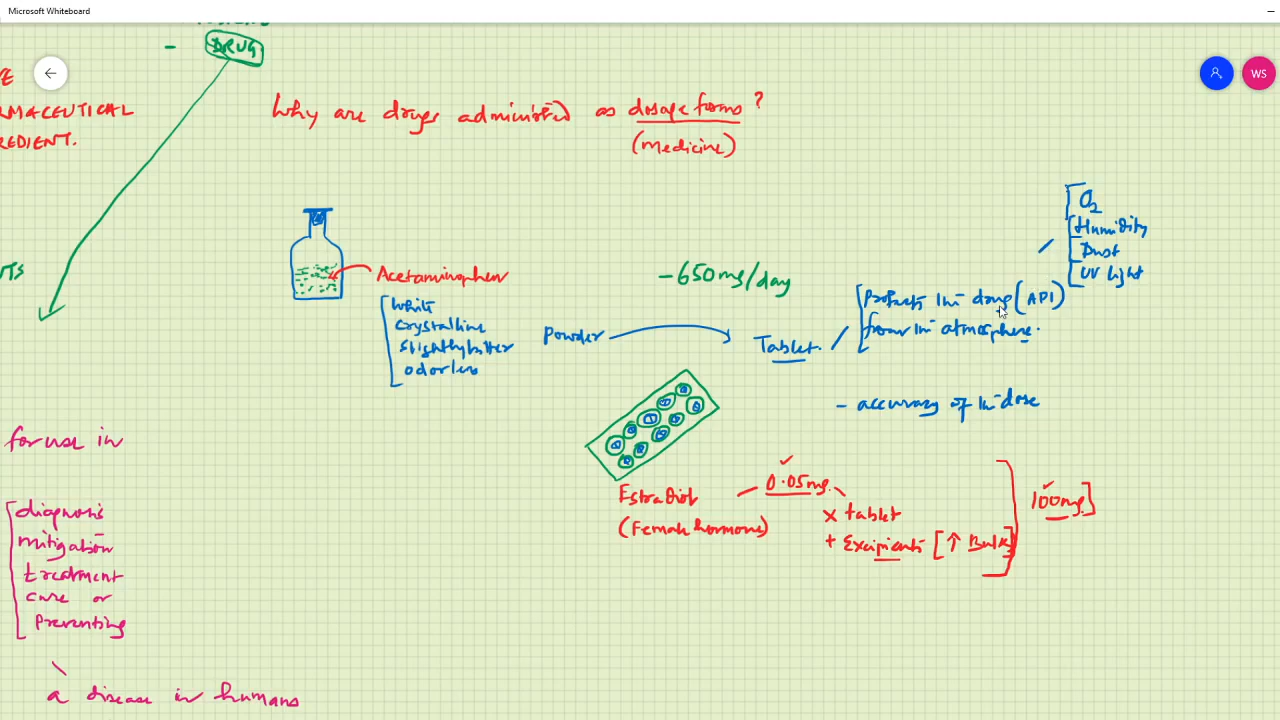 Microsoft Whiteboard
- DRUG
WS
VE
RMACEUTICAL
REDIENT.
Why are drugs administered as dosage forms?
(Medicine)
O2
Humidity
Dust
UV light
NTS
Acetaminophen
-650mg/day
White
crystalline
slightly bitter
odorless
Powder
Tablet.
Protects the drug (API)
from the atmosphere.
- accuracy of the dose
for use in
Estradiol
(Female hormone)
0.05mg.
x tablet
+ Excipients [↑ Bulk]
100mg]
diagnosis
mitigation
treatment
cure or
preventing
a disease in humans